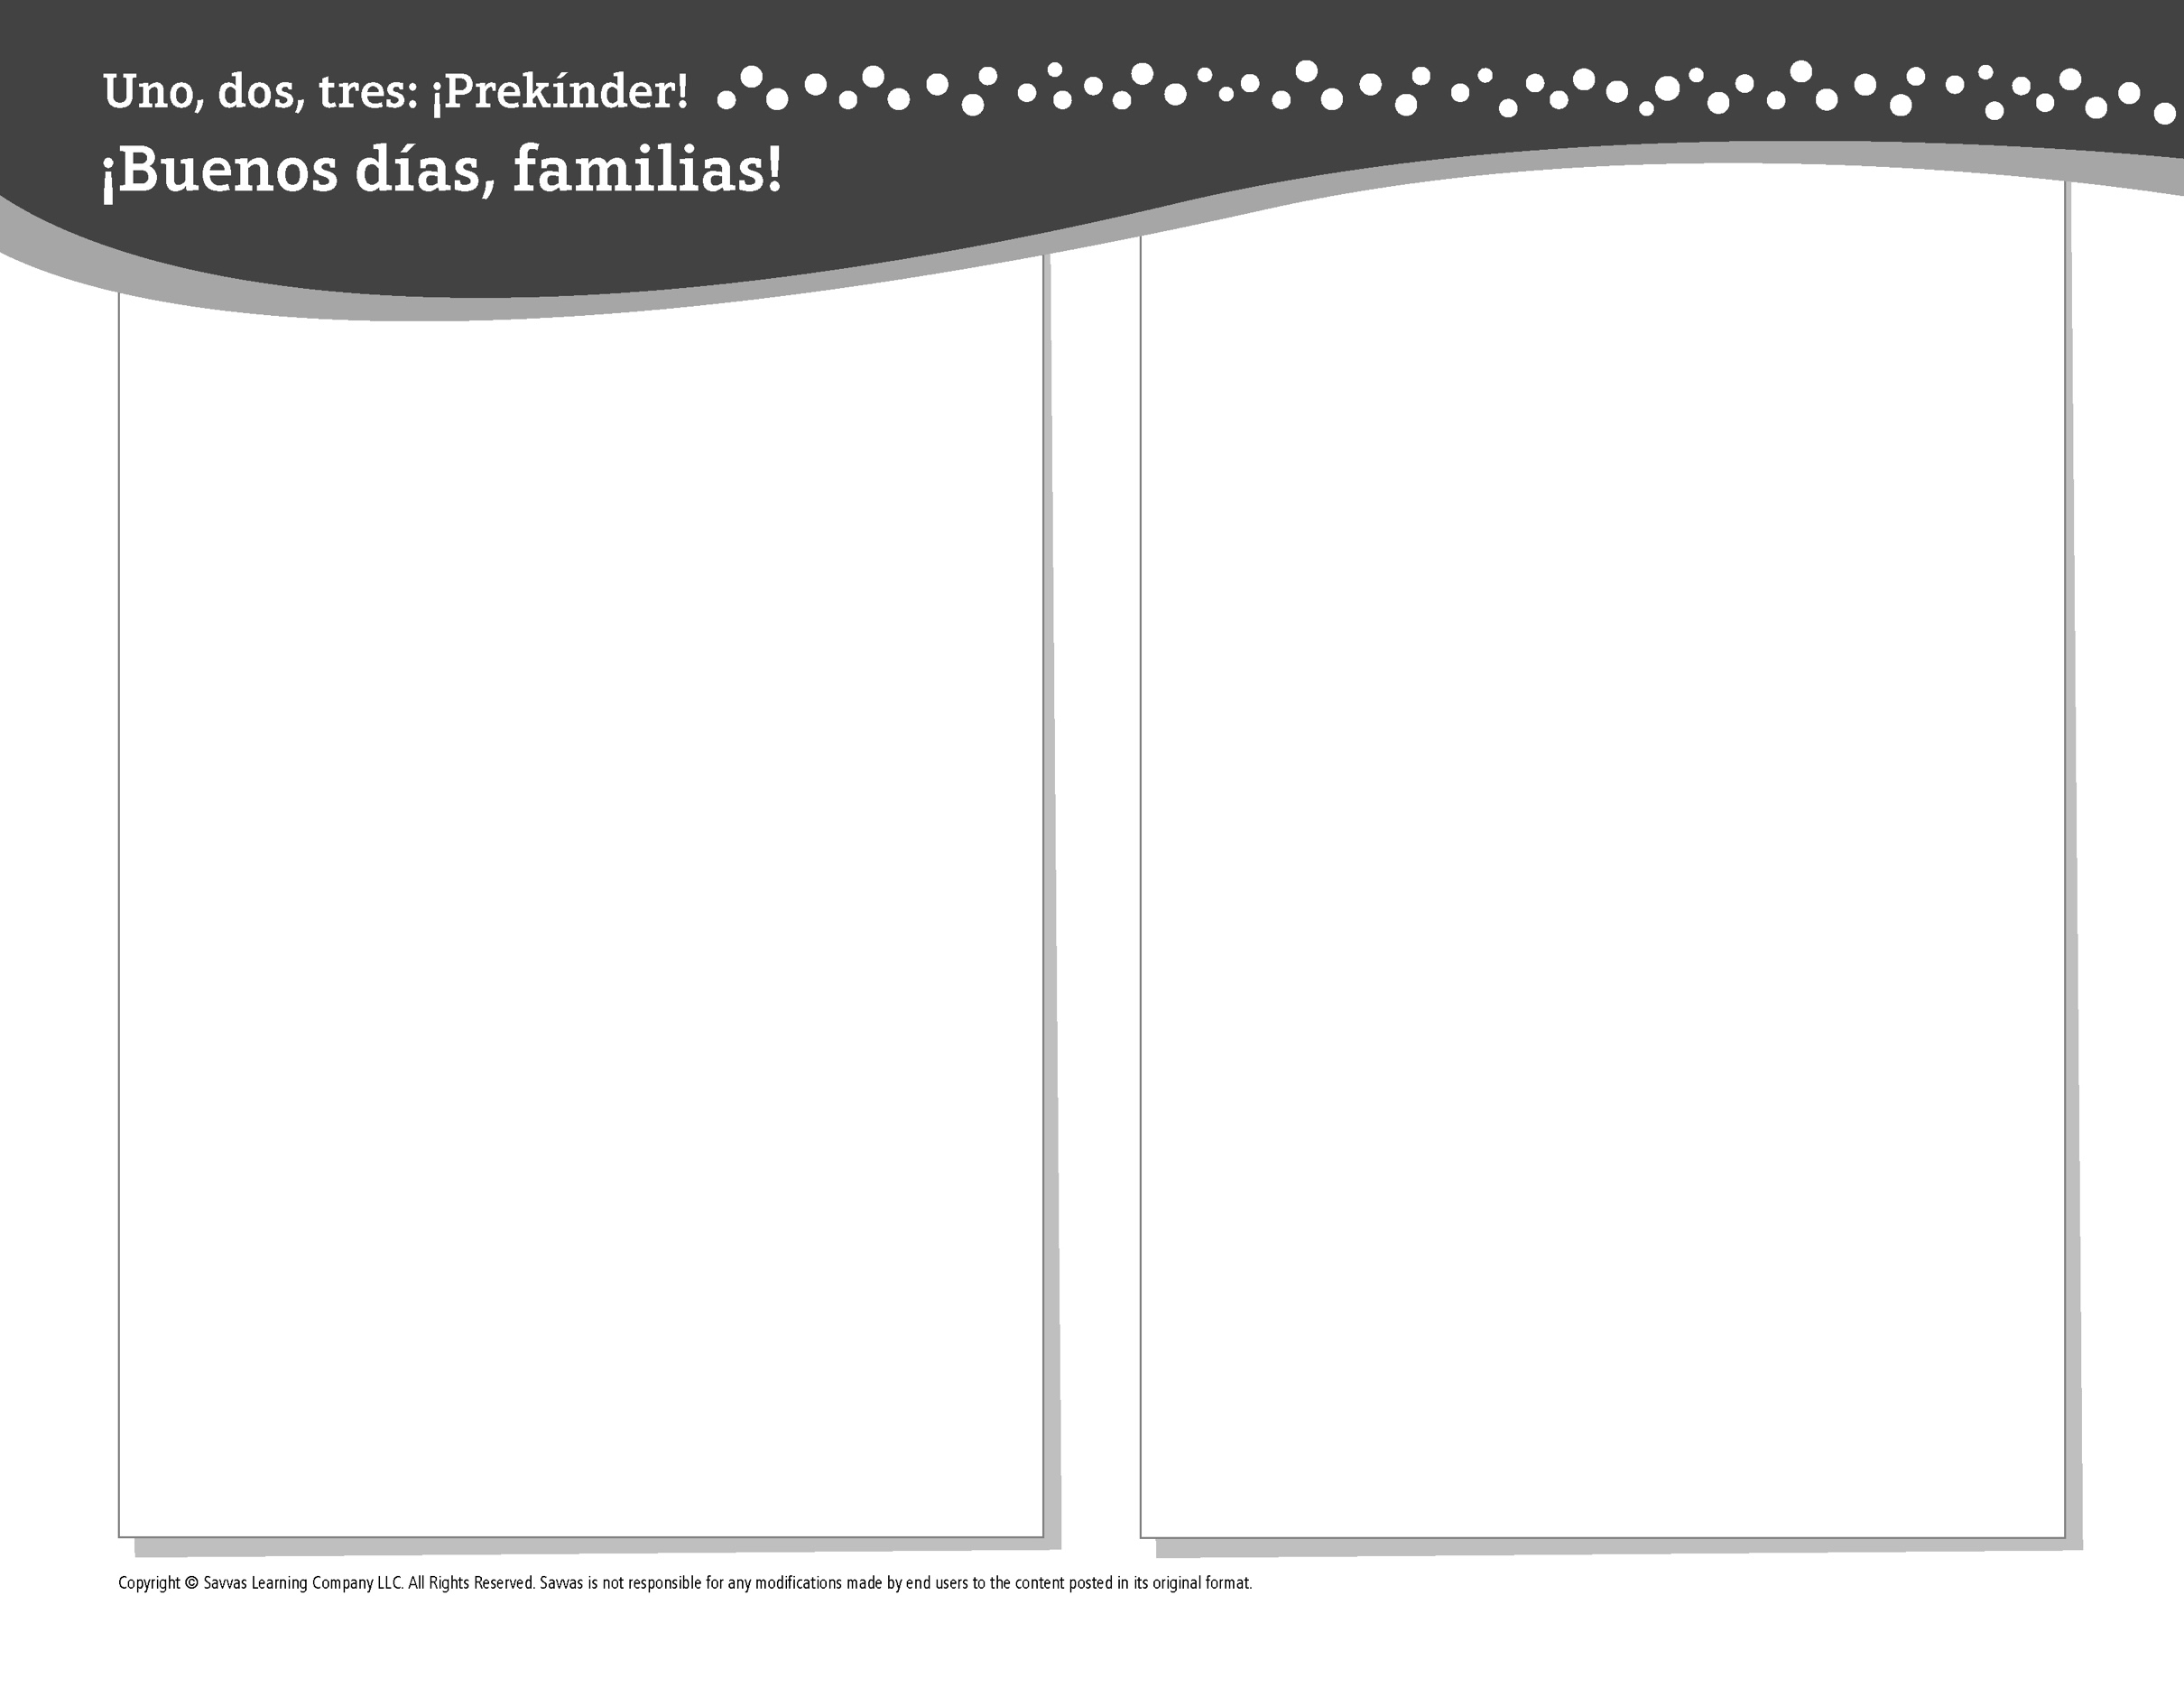 Uno, dos, tres: ¡Prekínder!
¡Buenos días, familias!
Copyright © Savvas Learning Company LLC. All Rights Reserved. Savvas is not responsible for any modifications made by end users to the content posted in its original format.